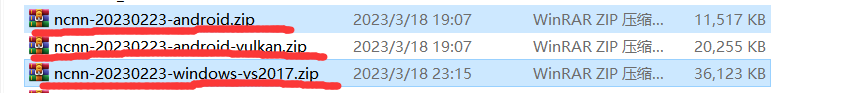 ncnn-20230223-android.zip 2023/3/18 19:07 WinRAR ZIP 压缩... 11,517 KB
ncnn-20230223-android-vulkan.zip 2023/3/18 19:07 WinRAR ZIP 压缩... 20,255 KB
ncnn-20230223-windows-vs2017.zip 2023/3/18 23:15 WinRAR ZIP 压缩... 36,123 KB